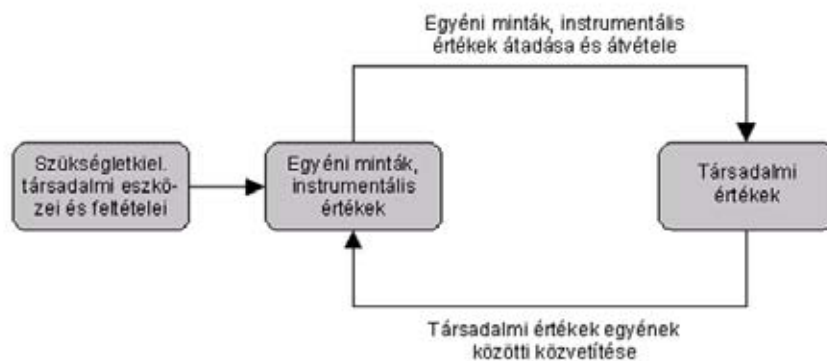 Egyéni minták, instrumentális
értékek átadása és átvétele
Szükségletkiel.
társadalmi eszkö-
zei és feltételei
Egyéni minták,
instrumentális
értékek
Társadalmi
értékek
Társadalmi értékek egyének
közötti közvetítése